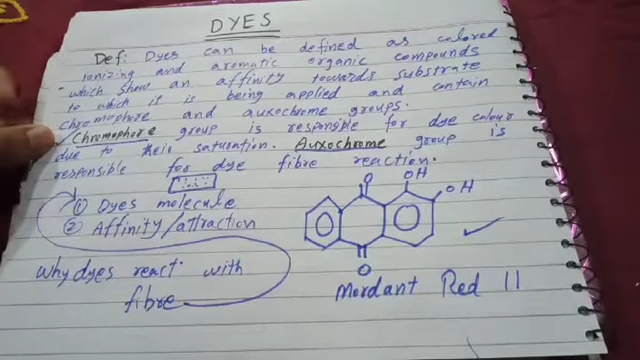 DYES
Def: Dyes can be defined as colored
ionizing and aromatic organic compounds
which show an affinity towards substrate
to which it is being applied and contain
chromophore and auxochrome groups.
Chromophore group is responsible for dye colour
due to their saturation. Auxochrome group is
responsible for dye fibre reaction.
① Dyes molecule
② Affinity/attraction
Why dyes react with
fibre
O
OH
OH
O
Mordant Red 11